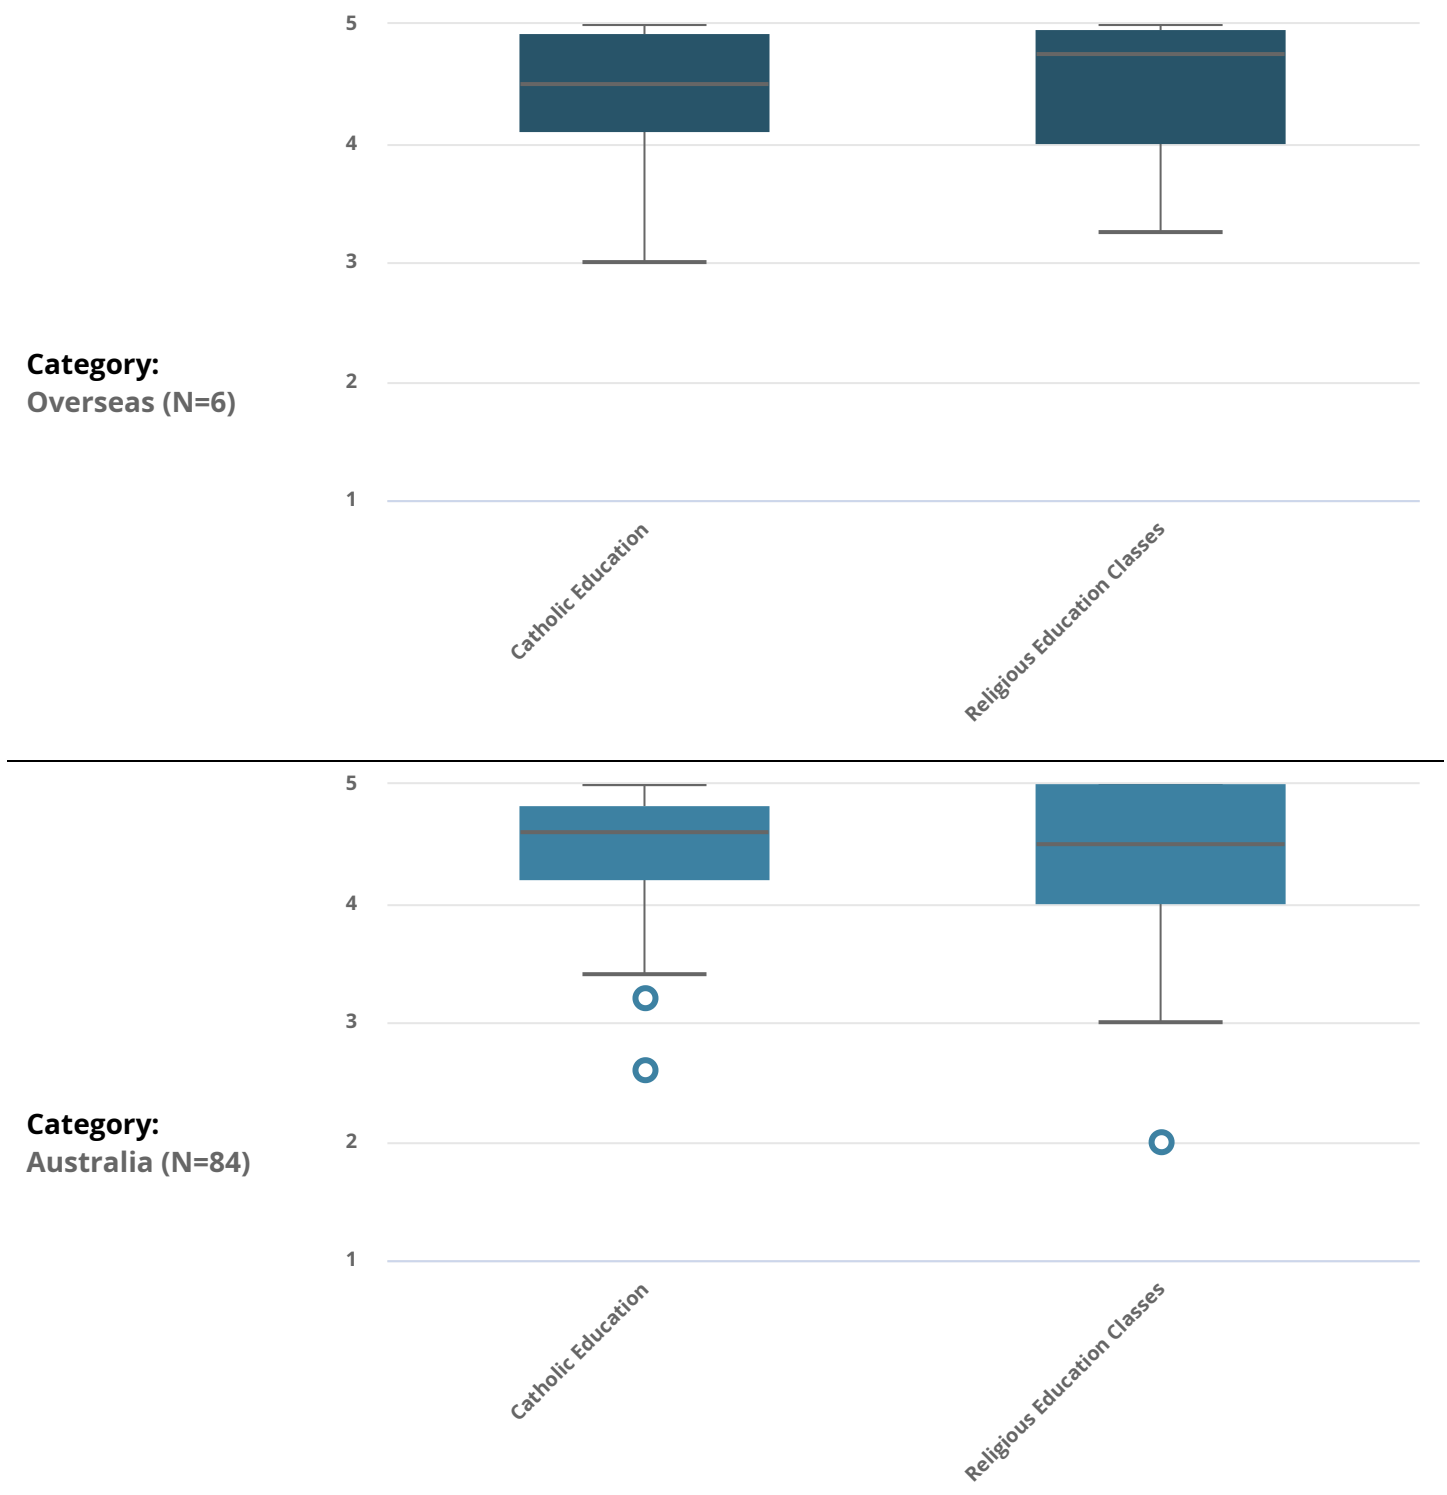 5
4
3
2
1
Category:
Overseas (N=6)
Catholic Education
Religious Education Classes
5
4
3
2
1
Category:
Australia (N=84)
Catholic Education
Religious Education Classes